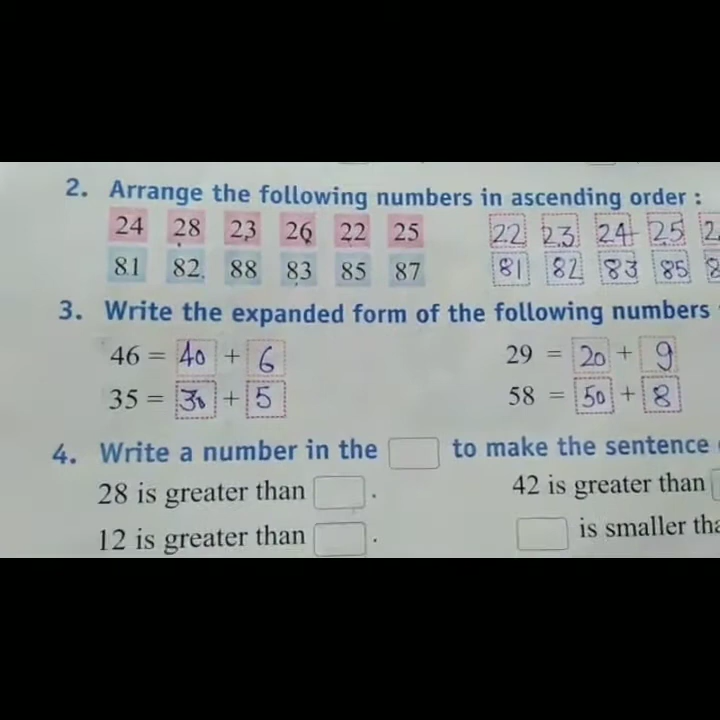 2. Arrange the following numbers in ascending order :
24 28 23 26 22 25 22 23 24 25
81 82 88 83 85 87 81 82 83 85
3. Write the expanded form of the following numbers
46 = 40 + 6 29 = 20 + 9
35 = 30 + 5 58 = 50 + 8
4. Write a number in the to make the sentence
28 is greater than . 42 is greater than
12 is greater than . is smaller tha